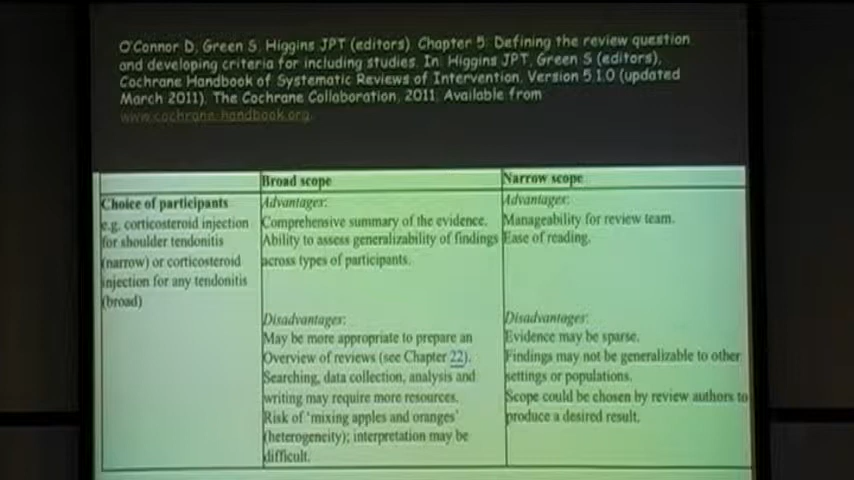 O'Connor D, Green S, Higgins JPT (editors). Chapter 5: Defining the review question
and developing criteria for including studies. In: Higgins JPT, Green S (editors),
Cochrane Handbook of Systematic Reviews of Intervention. Version 5.1.0 (updated
March 2011). The Cochrane Collaboration, 2011. Available from
www.cochrane-handbook.org.
Broad scope
Narrow scope
Choice of participants
e.g. corticosteroid injection
for shoulder tendonitis
(narrow) or corticosteroid
injection for any tendonitis
(broad)
Advantages:
Comprehensive summary of the evidence.
Ability to assess generalizability of findings
across types of participants.
Disadvantages:
May be more appropriate to prepare an
Overview of reviews (see Chapter 22).
Searching, data collection, analysis and
writing may require more resources.
Risk of 'mixing apples and oranges'
(heterogeneity); interpretation may be
difficult.
Advantages:
Manageability for review team.
Ease of reading.
Disadvantages:
Evidence may be sparse.
Findings may not be generalizable to other
settings or populations.
Scope could be chosen by review authors to
produce a desired result.